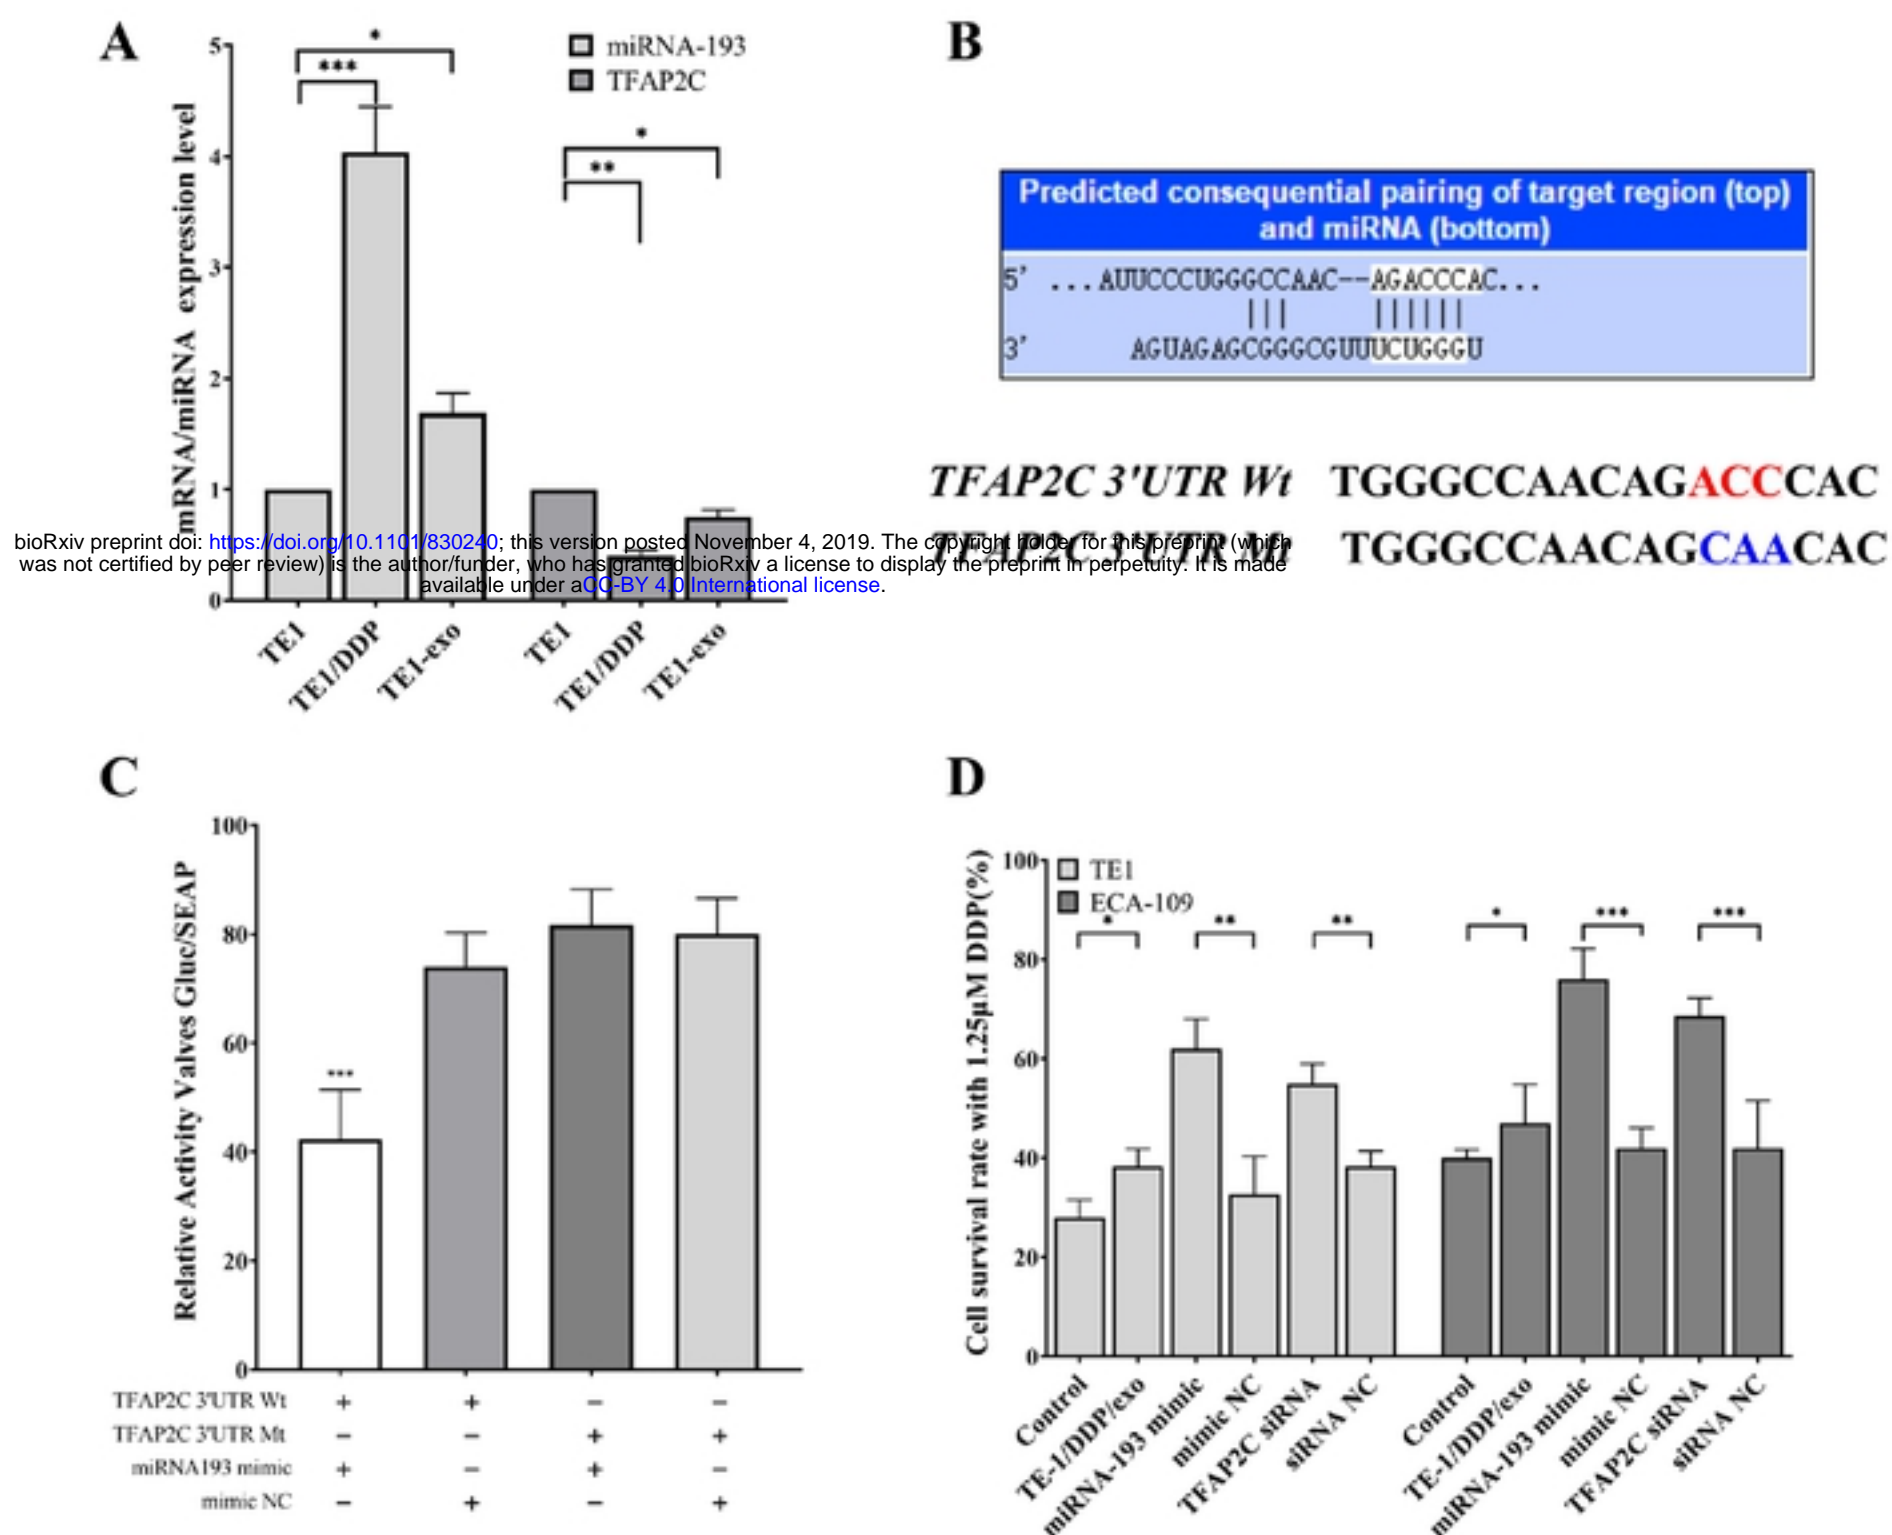 A
5
4
3
2
1
0
mRNA/miRNA expression level
*
***
miRNA-193
TFAP2C
*
**
TE1
TE1/DDP
TE1-exo
TE1
TE1/DDP
TE1-exo
B
Predicted consequential pairing of target region (top)
and miRNA (bottom)
5' ...AUUCCCUGGGCCAAC--AGACCCAC...
||| ||||||
3' AGUAGAGCGGGCGUUUCUGGGU
TFAP2C 3'UTR Wt TGGGCCAACAGACCCAC
TFAP2C 3'UTR Mt TGGGCCAACAGCAACAC
bioRxiv preprint doi: https://doi.org/10.1101/830240; this version posted November 4, 2019. The copyright holder for this preprint (which
was not certified by peer review) is the author/funder, who has granted bioRxiv a license to display the preprint in perpetuity. It is made
available under aCC-BY 4.0 International license.
C
100
80
60
40
20
0
Relative Activity Valves Gluc/SEAP
***
TFAP2C 3'UTR Wt + + − −
TFAP2C 3'UTR Mt − − + +
miRNA193 mimic + − + −
mimic NC − + − +
D
100
80
60
40
20
0
Cell survival rate with 1.25μM DDP(%)
TE1
ECA-109
*
**
**
*
***
***
Control
TE-1/DDP/exo
miRNA-193 mimic
mimic NC
TFAP2C siRNA
siRNA NC
Control
TE-1/DDP/exo
miRNA-193 mimic
mimic NC
TFAP2C siRNA
siRNA NC